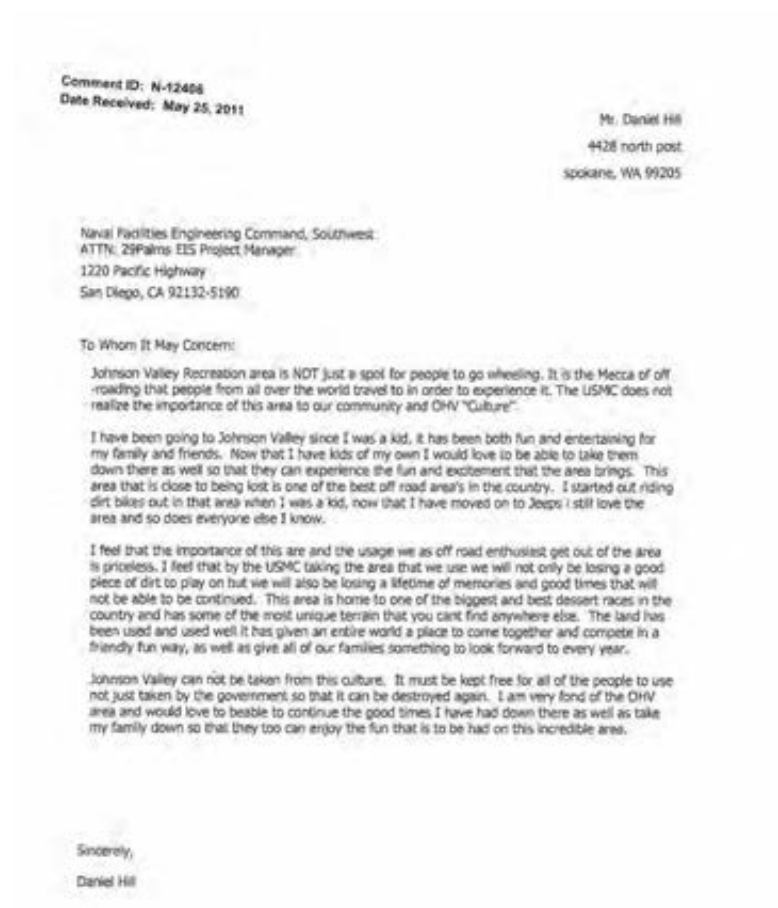 Comment ID: N-12406
Date Received: May 25, 2011
Mr. Daniel Hill
4428 north post
spokane, WA 99205
Naval Facilities Engineering Command, Southwest
ATTN: 29Palms EIS Project Manager
1220 Pacific Highway
San Diego, CA 92132-5190
To Whom It May Concern:
Johnson Valley Recreation area is NOT just a spot for people to go wheeling. It is the Mecca of off
-roading that people from all over the world travel to in order to experience it. The USMC does not
realize the importance of this area to our community and OHV "Culture".
I have been going to Johnson Valley since I was a kid, it has been both fun and entertaining for
my family and friends. Now that I have kids of my own I would love to be able to take them
down there as well so that they can experience the fun and excitement that the area brings. This
area that is close to being lost is one of the best off road area's in the country. I started out riding
dirt bikes out in that area when I was a kid, now that I have moved on to Jeeps i still love the
area and so does everyone else I know.
I feel that the importance of this are and the usage we as off road enthusiast get out of the area
is priceless. I feel that by the USMC taking the area that we use we will not only be losing a good
piece of dirt to play on but we will also be losing a lifetime of memories and good times that will
not be able to be continued. This area is home to one of the biggest and best dessert races in the
country and has some of the most unique terrain that you cant find anywhere else. The land has
been used and used well it has given an entire world a place to come together and compete in a
friendly fun way, as well as give all of our families something to look forward to every year.
Johnson Valley can not be taken from this culture. It must be kept free for all of the people to use
not just taken by the government so that it can be destroyed again. I am very fond of the OHV
area and would love to beable to continue the good times I have had down there as well as take
my family down so that they too can enjoy the fun that is to be had on this incredible area.
Sincerely,
Daniel Hill